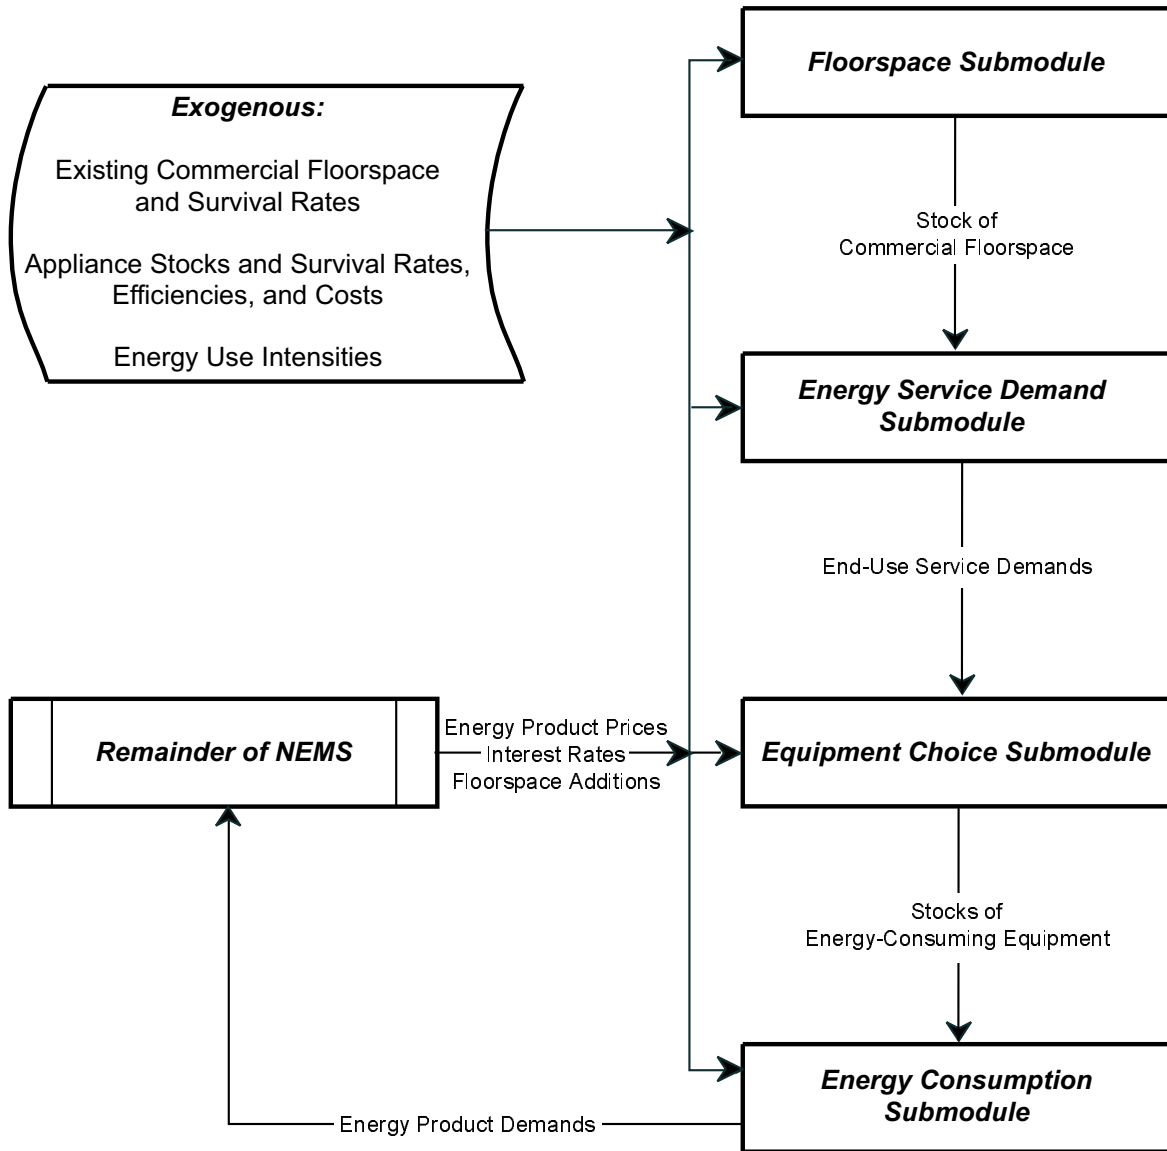 Floorspace Submodule
Exogenous:
Existing Commercial Floorspace
and Survival Rates
Appliance Stocks and Survival Rates,
Efficiencies, and Costs
Energy Use Intensities
Stock of
Commercial Floorspace
Energy Service Demand
Submodule
End-Use Service Demands
Remainder of NEMS
Energy Product Prices
Interest Rates
Floorspace Additions
Equipment Choice Submodule
Stocks of
Energy-Consuming Equipment
Energy Consumption
Submodule
Energy Product Demands